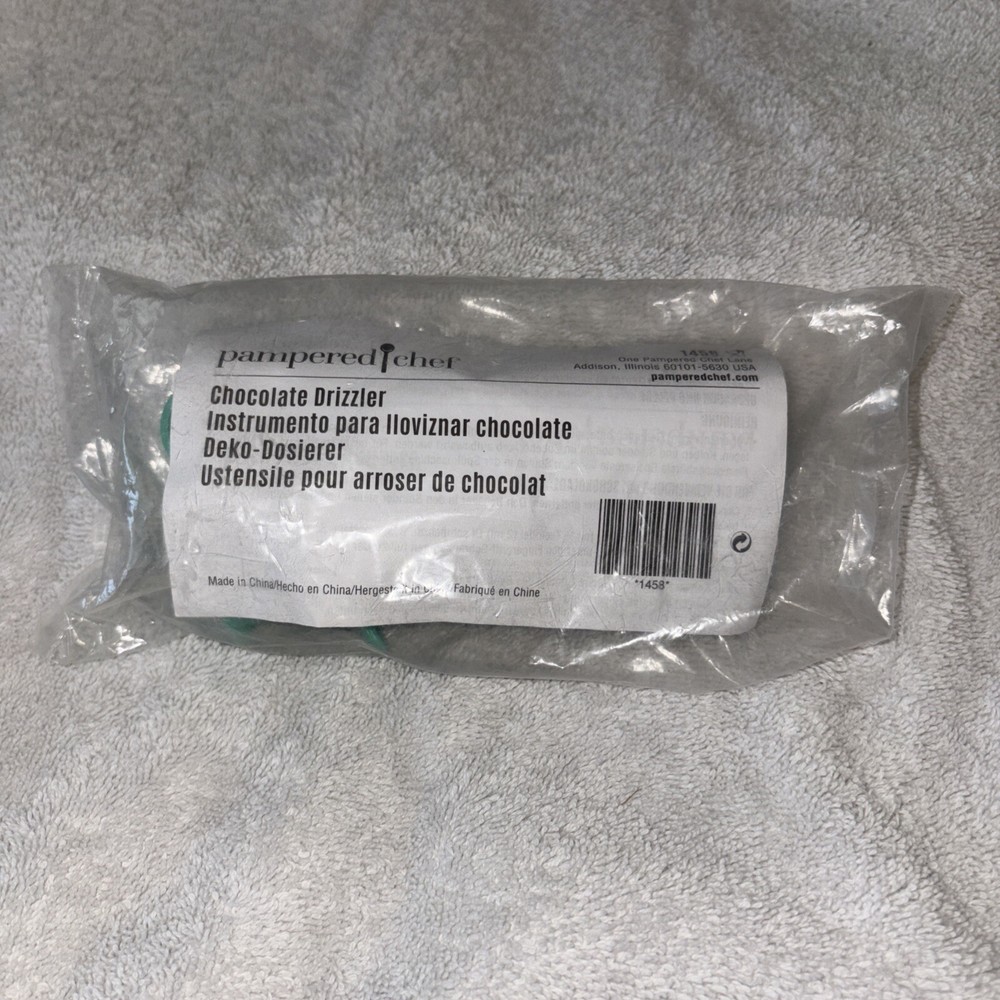 pampered chef
1458
One Pampered Chef Lane
Addison, Illinois 60101-5630 USA
pamperedchef.com
Chocolate Drizzler
Instrumento para lloviznar chocolate
Deko-Dosierer
Ustensile pour arroser de chocolat
*1458*
Made in China/Hecho en China/Fabriqué en Chine